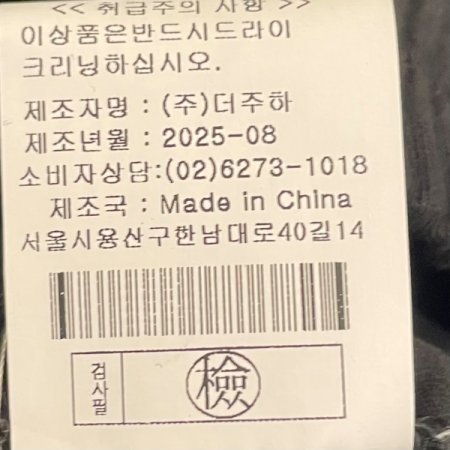 << 취급주의 사항 >>
이상품은반드시드라이
크리닝하십시오.
제조자명 : (주)더주하
제조년월 : 2025-08
소비자상담:(02)6273-1018
제조국 : Made in China
서울시용산구한남대로40길14
검사필
檢